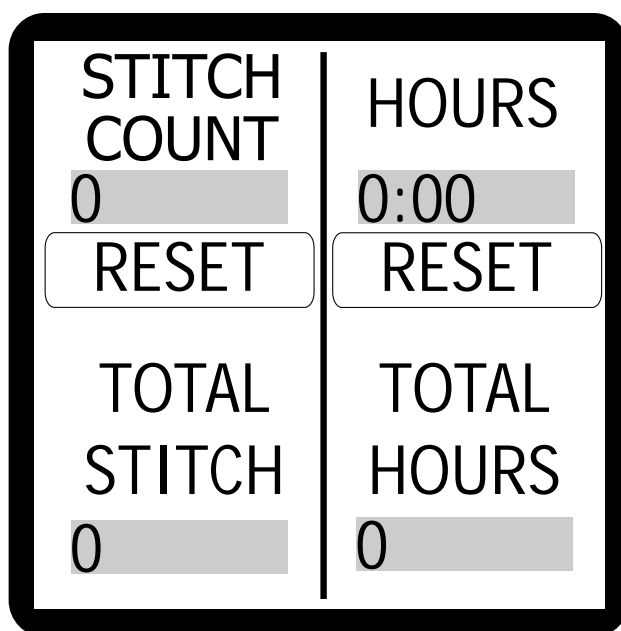 STITCH
COUNT
0
RESET
TOTAL
STITCH
0
HOURS
0:00
RESET
TOTAL
HOURS
0